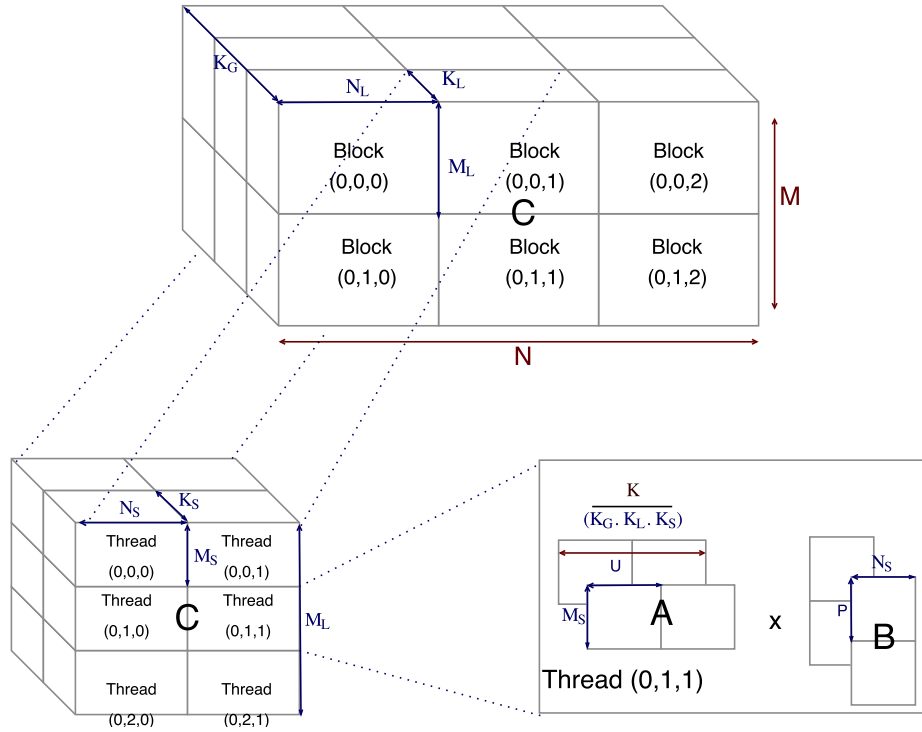 K_G
N_L
K_L
Block
(0,0,0)
M_L
Block
(0,0,1)
Block
(0,0,2)
M
C
Block
(0,1,0)
Block
(0,1,1)
Block
(0,1,2)
N
N_S
K_S
Thread
(0,0,0)
M_S
Thread
(0,0,1)
Thread
(0,1,0)
C
Thread
(0,1,1)
M_L
Thread
(0,2,0)
Thread
(0,2,1)
K
(K_G . K_L . K_S)
U
M_S
A
x
N_S
P
B
Thread (0,1,1)